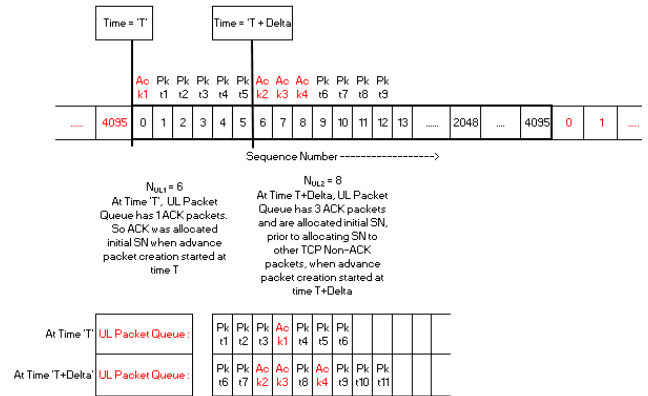 Time = 'T'
Time = 'T + Delta
Ac Pk Pk Pk Pk Pk Ac Ac Ac Pk Pk Pk Pk
k1 t1 t2 t3 t4 t5 k2 k3 k4 t6 t7 t8 t9
...... 4095 0 1 2 3 4 5 6 7 8 9 10 11 12 13 ...... 2048 .... 4095 0 1 ....
Sequence Number ------------------->
NUL1 = 6
At Time 'T', UL Packet
Queue has 1 ACK packets.
So ACK was allocated
initial SN when advance
packet creation started at
time T
NUL2 = 8
At Time T+Delta, UL Packet
Queue has 3 ACK packets
and are allocated initial SN,
prior to allocating SN to
other TCP Non-ACK
packets, when advance
packet creation started at
time T+Delta
At Time 'T' UL Packet Queue : Pk Pk Pk Ac Pk Pk Pk
t1 t2 t3 k1 t4 t5 t6
At Time 'T+Delta' UL Packet Queue : Pk Pk Ac Ac Pk Ac Pk Pk Pk
t6 t7 k2 k3 t8 k4 t9 t10 t11